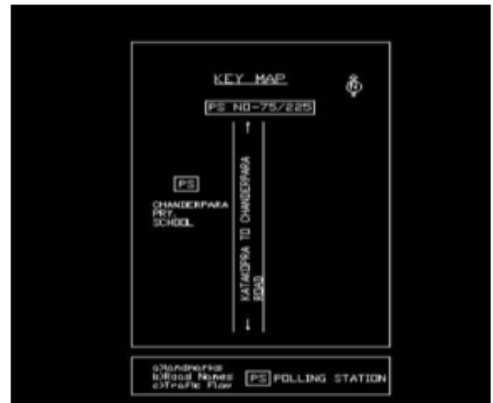 KEY MAP
N
PS NO-75/225
PS
CHANDERPARA
PRY.
SCHOOL
KATAKOPRA TO CHANDERPARA
ROAD
a)Landmarks
b)Road Names
c)Traffic Flow
PS POLLING STATION